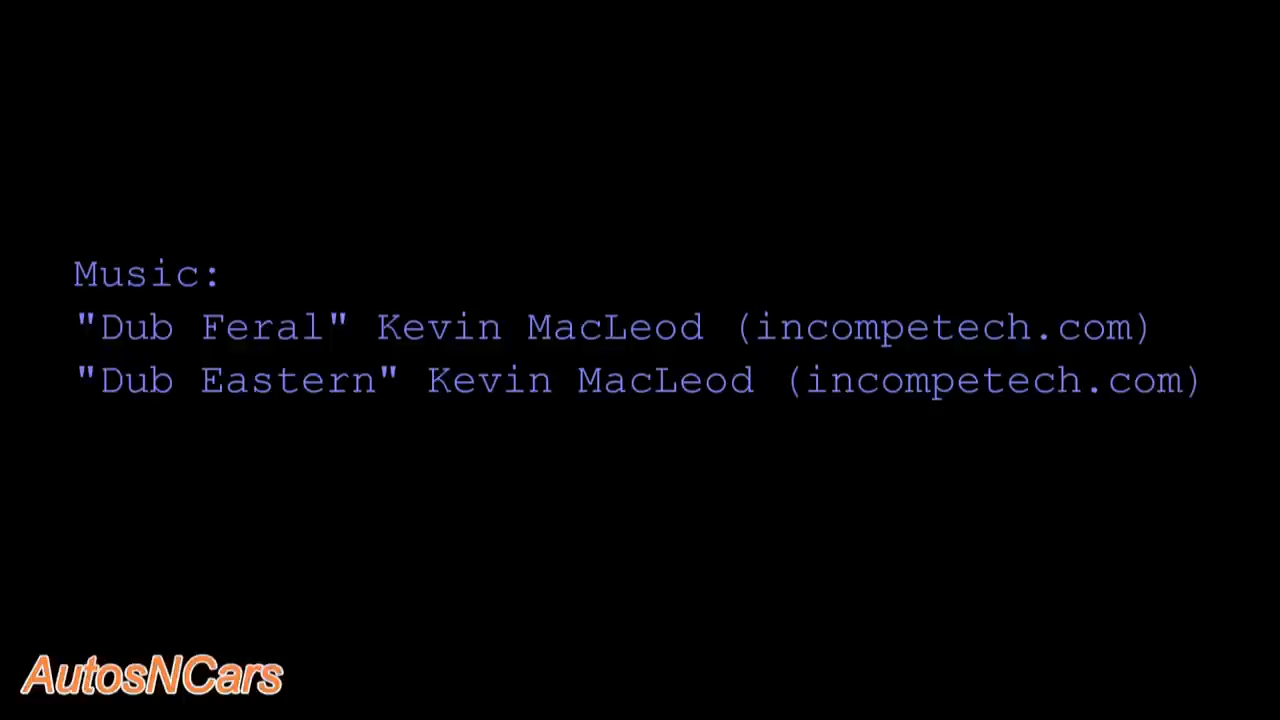 Music:
"Dub Feral" Kevin MacLeod (incompetech.com)
"Dub Eastern" Kevin MacLeod (incompetech.com)
AutosNCars